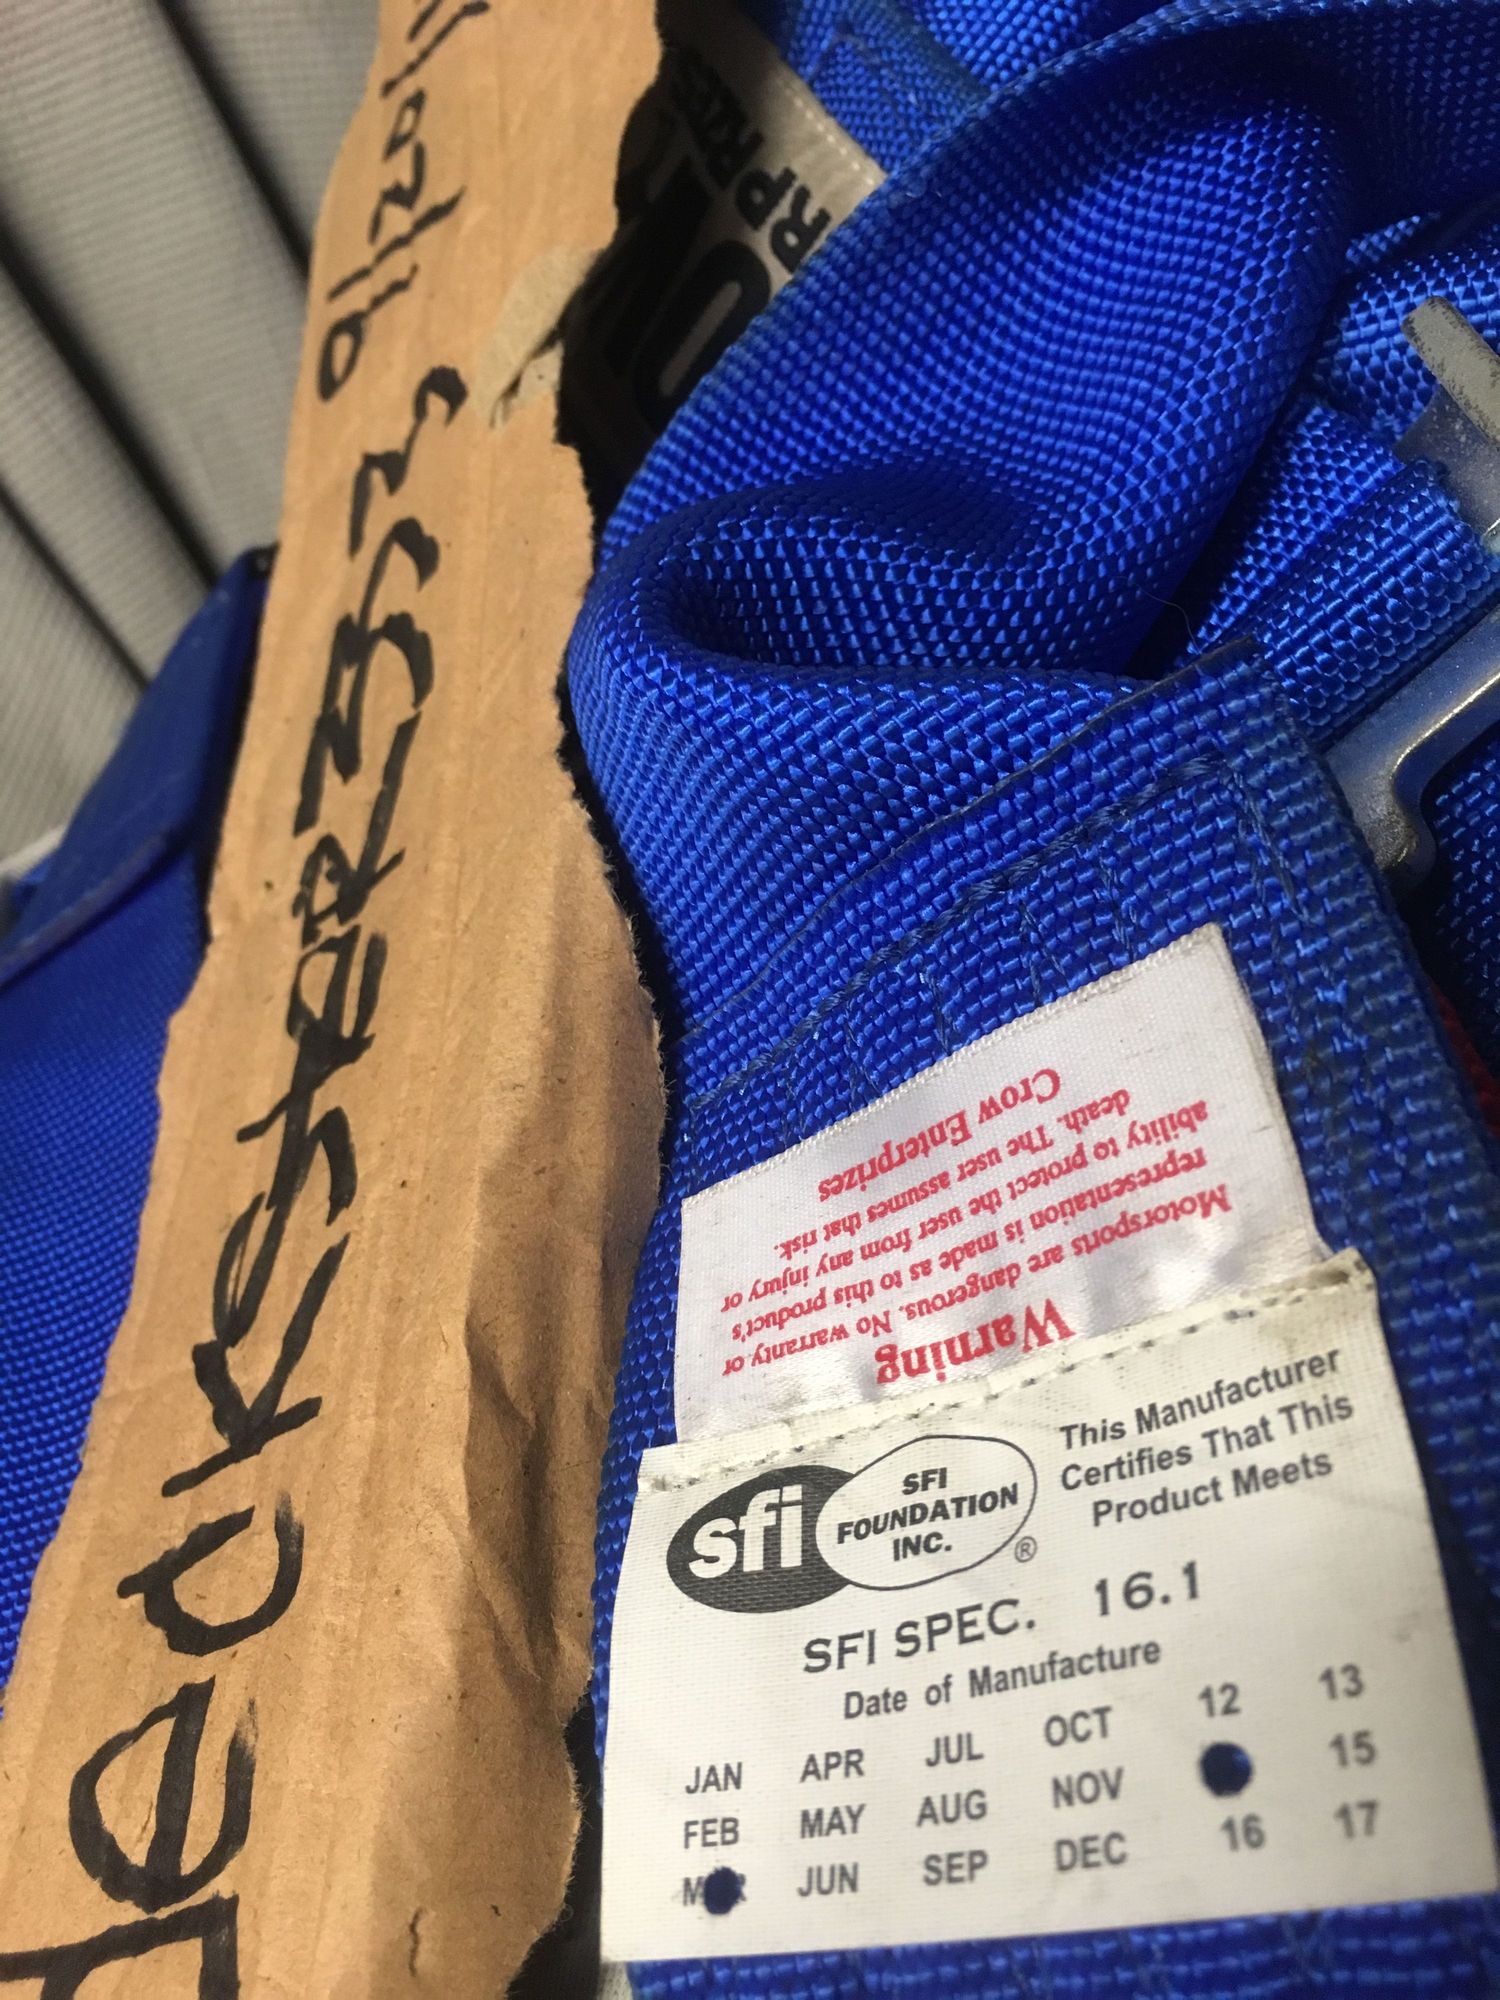 Jedckeyterzsm
Crow Enterprizes
death. The user assumes that risk.
ability to protect the user from any injury or
representation is made as to this product's
Motorsports are dangerous. No warranty or
Warning
sfi
SFI
FOUNDATION
INC.
®
This Manufacturer
Certifies That This
Product Meets
SFI SPEC. 16.1
Date of Manufacture
JAN APR JUL OCT 12 13
FEB MAY AUG NOV 15
MAR JUN SEP DEC 16 17